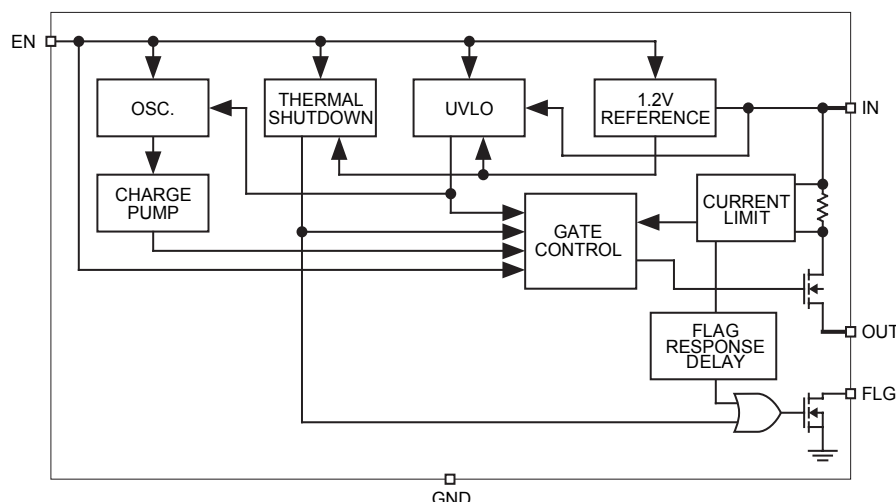 EN
OSC.
THERMAL
SHUTDOWN
UVLO
1.2V
REFERENCE
IN
CHARGE
PUMP
GATE
CONTROL
CURRENT
LIMIT
FLAG
RESPONSE
DELAY
OUT
FLG
GND